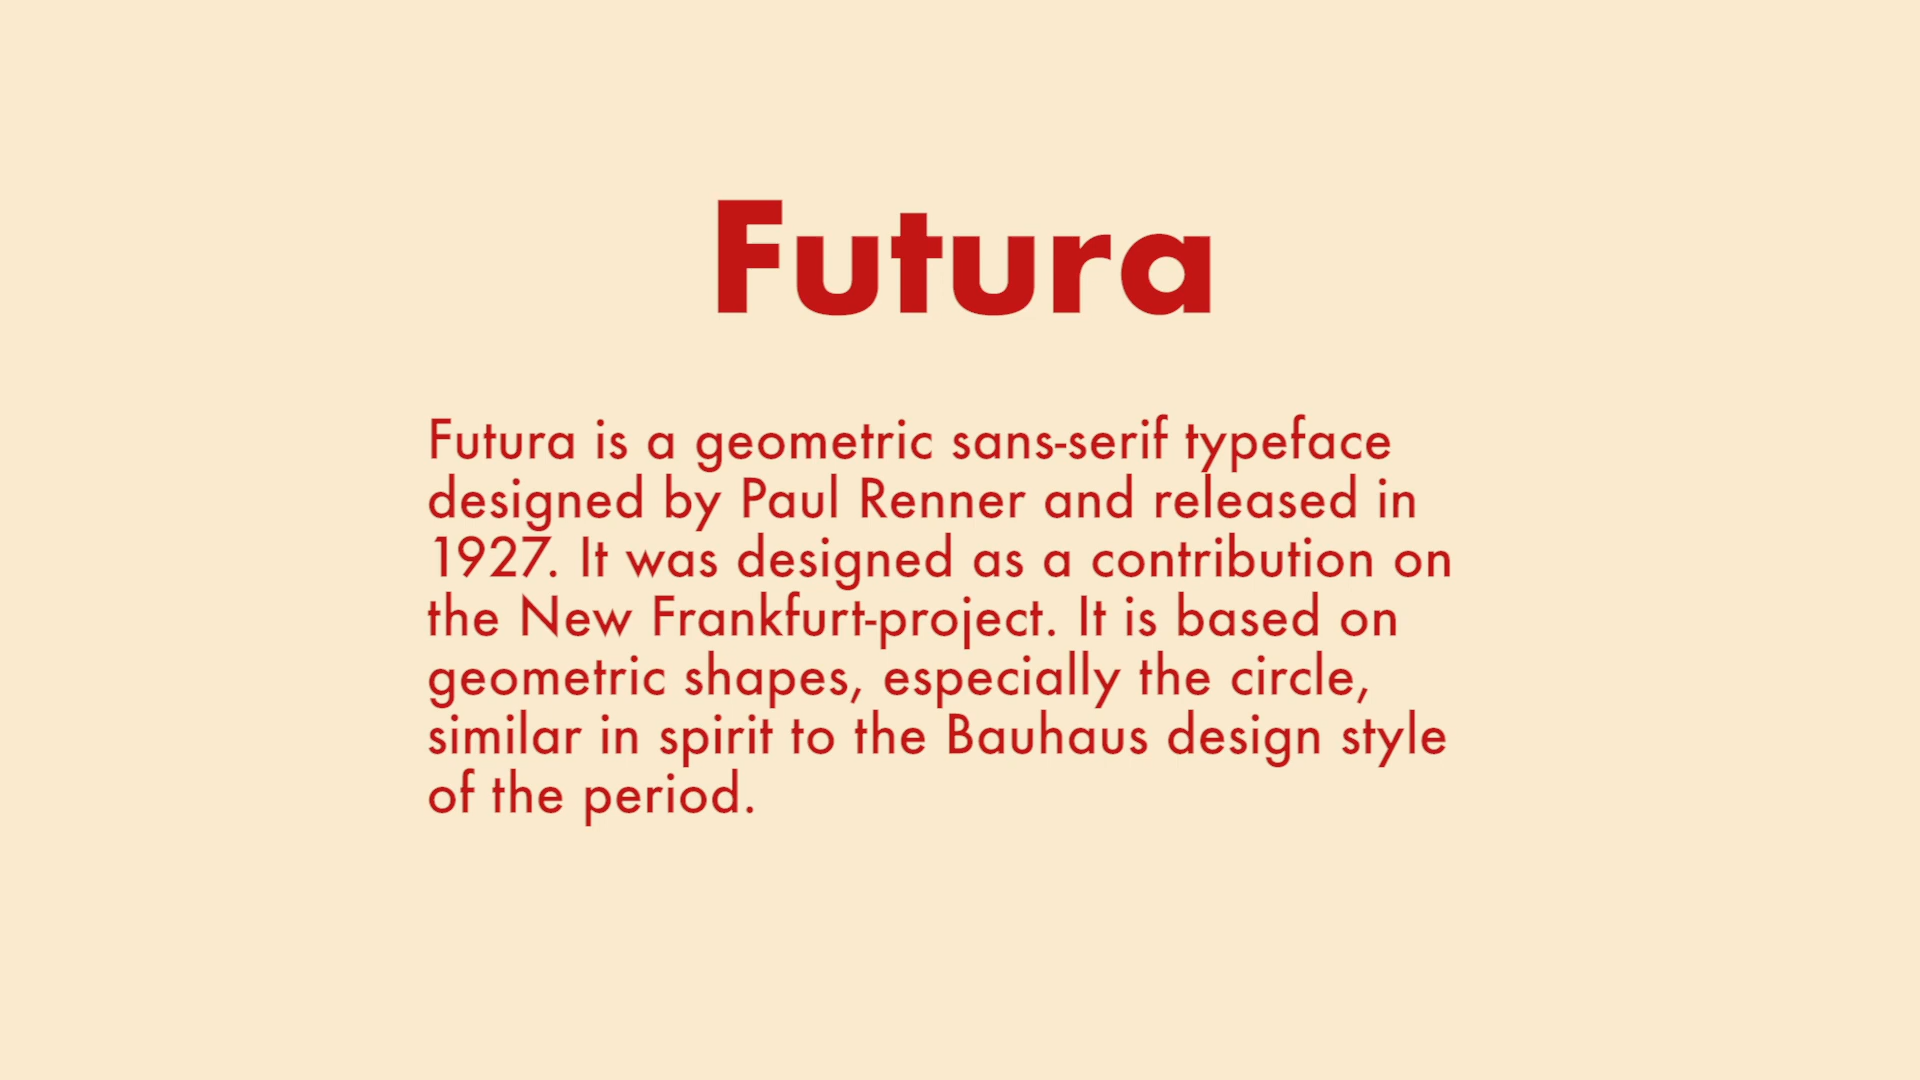 Futura
Futura is a geometric sans-serif typeface
designed by Paul Renner and released in
1927. It was designed as a contribution on
the New Frankfurt-project. It is based on
geometric shapes, especially the circle,
similar in spirit to the Bauhaus design style
of the period.